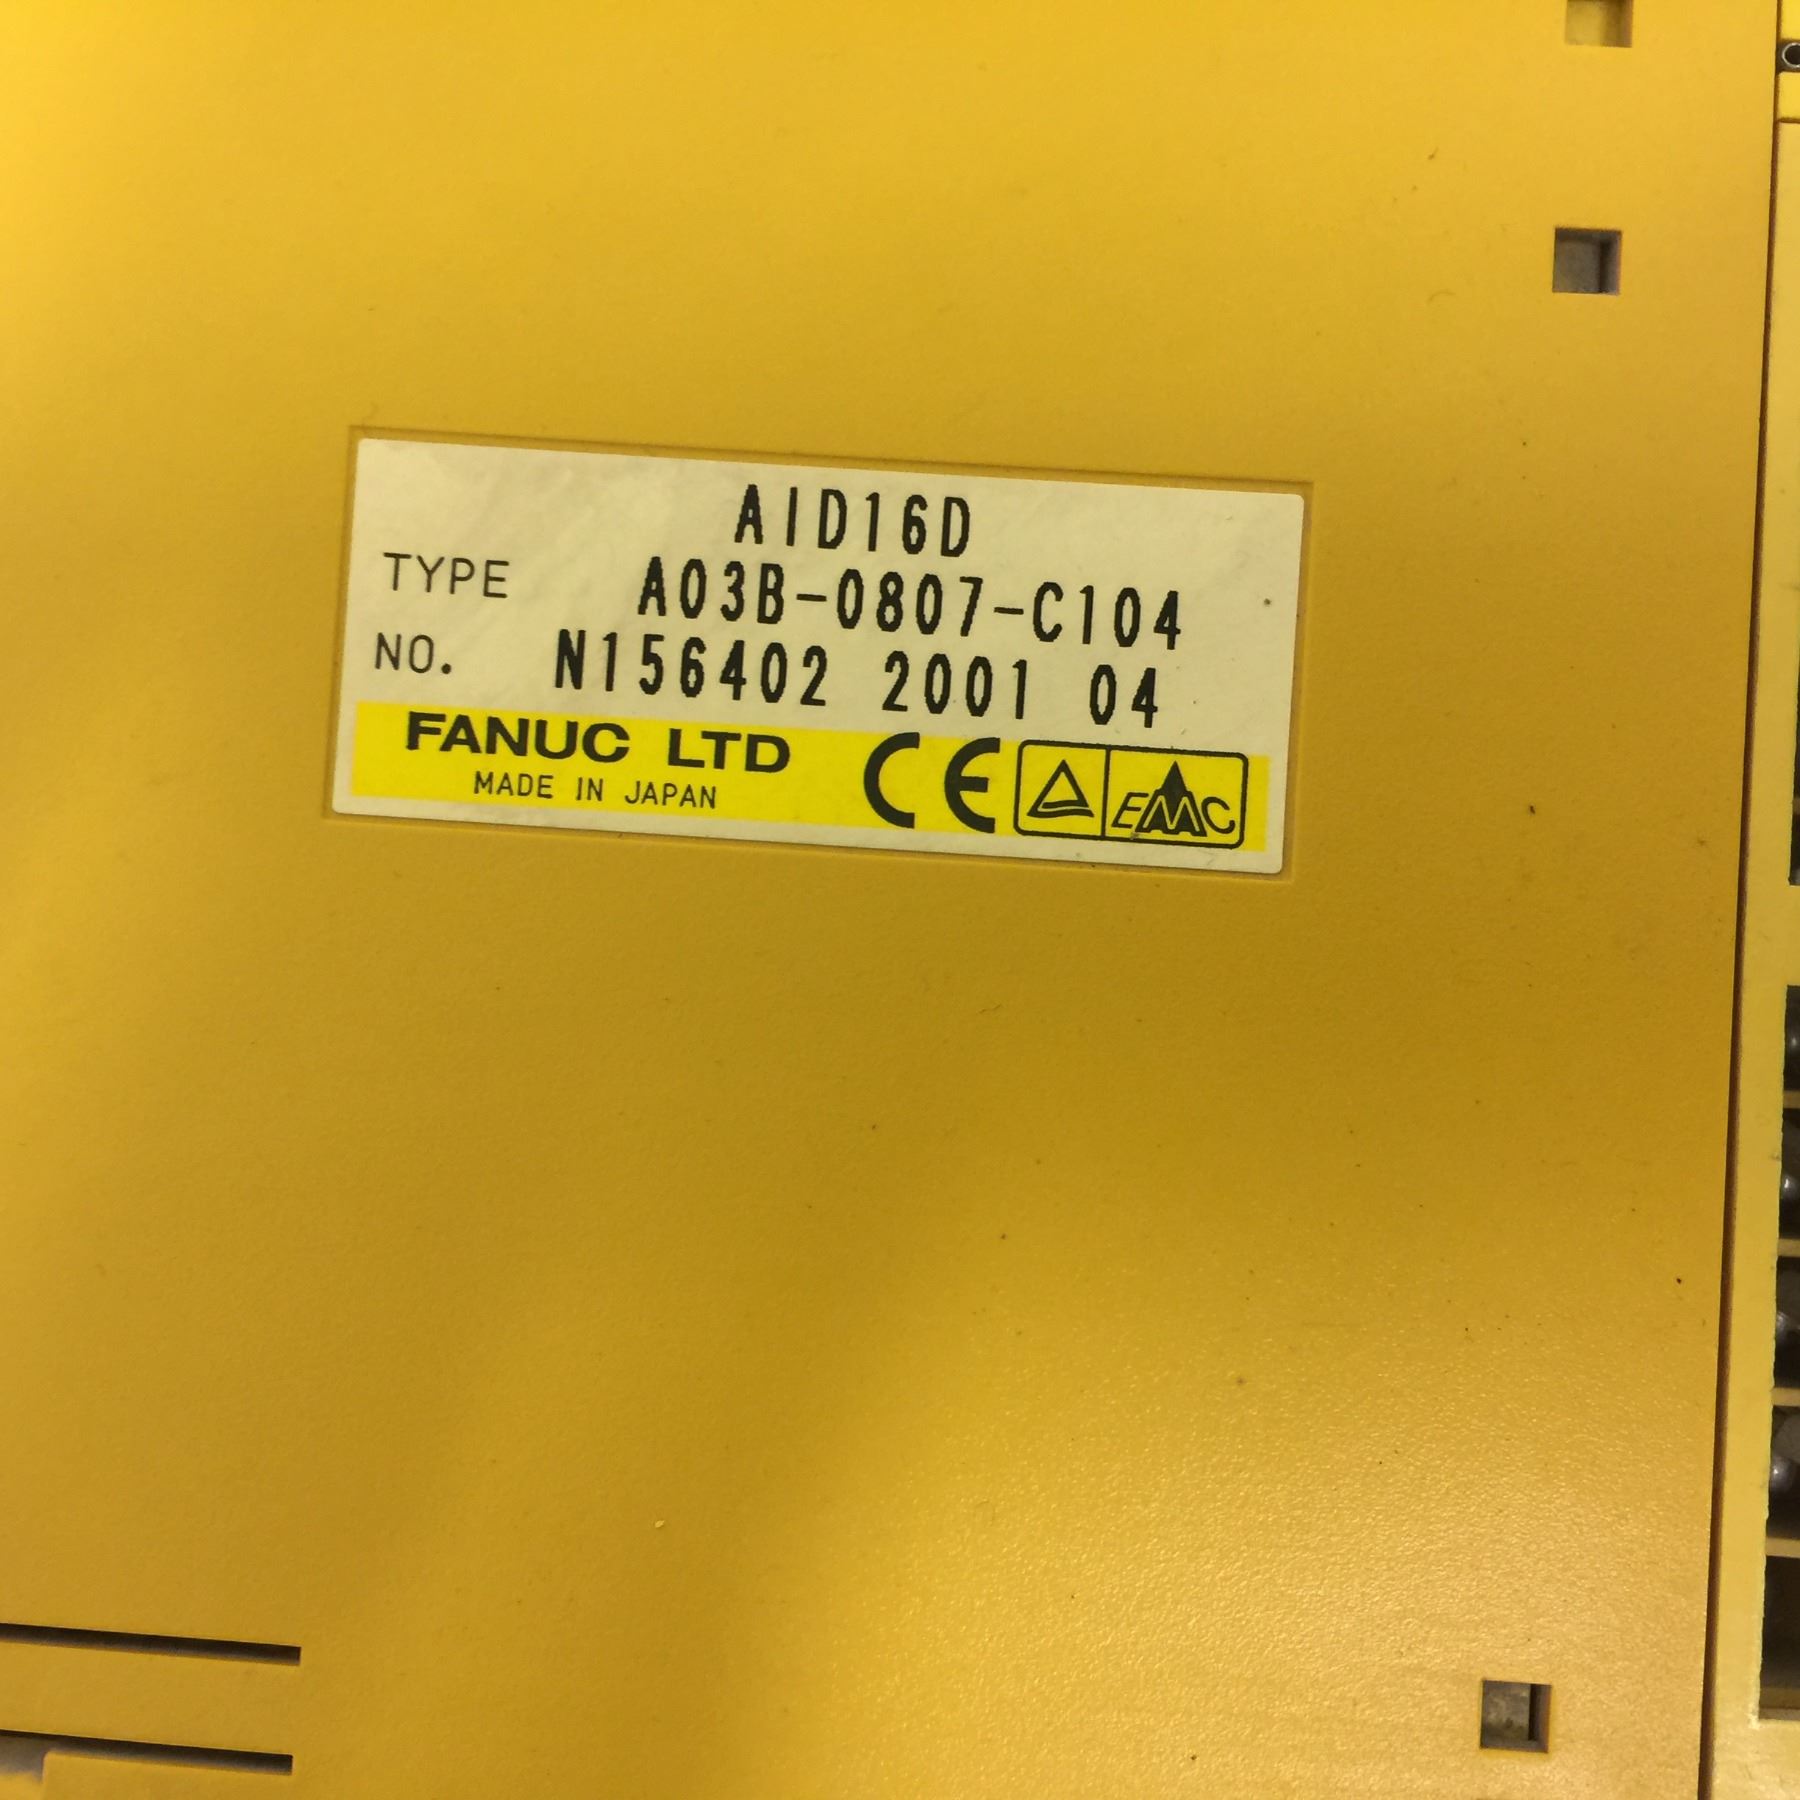 AID16D
TYPE A03B-0807-C104
NO. N156402 2001 04
FANUC LTD CE EMC
MADE IN JAPAN